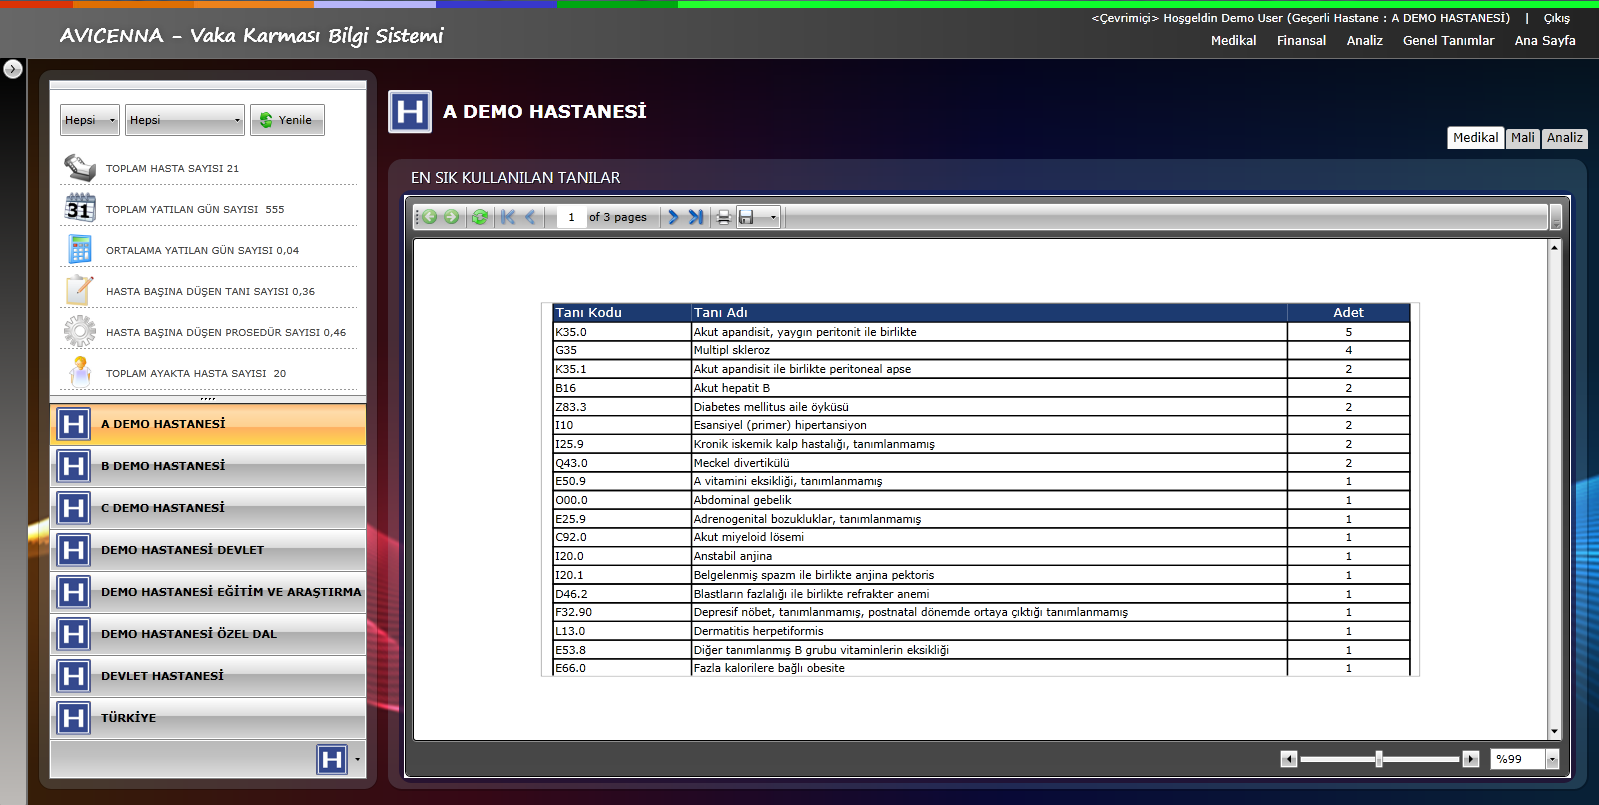 <Çevrimiçi> Hoşgeldin Demo User (Geçerli Hastane : A DEMO HASTANESİ) | Çıkış
AVICENNA - Vaka Karması Bilgi Sistemi
Medikal Finansal Analiz Genel Tanımlar Ana Sayfa
Hepsi Hepsi Yenile
TOPLAM HASTA SAYISI 21
31
TOPLAM YATILAN GÜN SAYISI 555
ORTALAMA YATILAN GÜN SAYISI 0,04
HASTA BAŞINA DÜŞEN TANI SAYISI 0,36
HASTA BAŞINA DÜŞEN PROSEDÜR SAYISI 0,46
TOPLAM AYAKTA HASTA SAYISI 20
H A DEMO HASTANESİ
H B DEMO HASTANESİ
H C DEMO HASTANESİ
H DEMO HASTANESİ DEVLET
H DEMO HASTANESİ EĞİTİM VE ARAŞTIRMA
H DEMO HASTANESİ ÖZEL DAL
H DEVLET HASTANESİ
H TÜRKİYE
H
H A DEMO HASTANESİ
Medikal Mali Analiz
EN SIK KULLANILAN TANILAR
1 of 3 pages
Tanı Kodu Tanı Adı Adet
K35.0 Akut apandisit, yaygın peritonit ile birlikte 5
G35 Multipl skleroz 4
K35.1 Akut apandisit ile birlikte peritoneal apse 2
B16 Akut hepatit B 2
Z83.3 Diabetes mellitus aile öyküsü 2
I10 Esansiyel (primer) hipertansiyon 2
I25.9 Kronik iskemik kalp hastalığı, tanımlanmamış 2
Q43.0 Meckel divertikülü 2
E50.9 A vitamini eksikliği, tanımlanmamış 1
O00.0 Abdominal gebelik 1
E25.9 Adrenogenital bozukluklar, tanımlanmamış 1
C92.0 Akut miyeloid lösemi 1
I20.0 Anstabil anjina 1
I20.1 Belgelenmiş spazm ile birlikte anjina pektoris 1
D46.2 Blastların fazlalığı ile birlikte refrakter anemi 1
F32.90 Depresif nöbet, tanımlanmamış, postnatal dönemde ortaya çıktığı tanımlanmamış 1
L13.0 Dermatitis herpetiformis 1
E53.8 Diğer tanımlanmış B grubu vitaminlerin eksikliği 1
E66.0 Fazla kalorilere bağlı obesite 1
%99